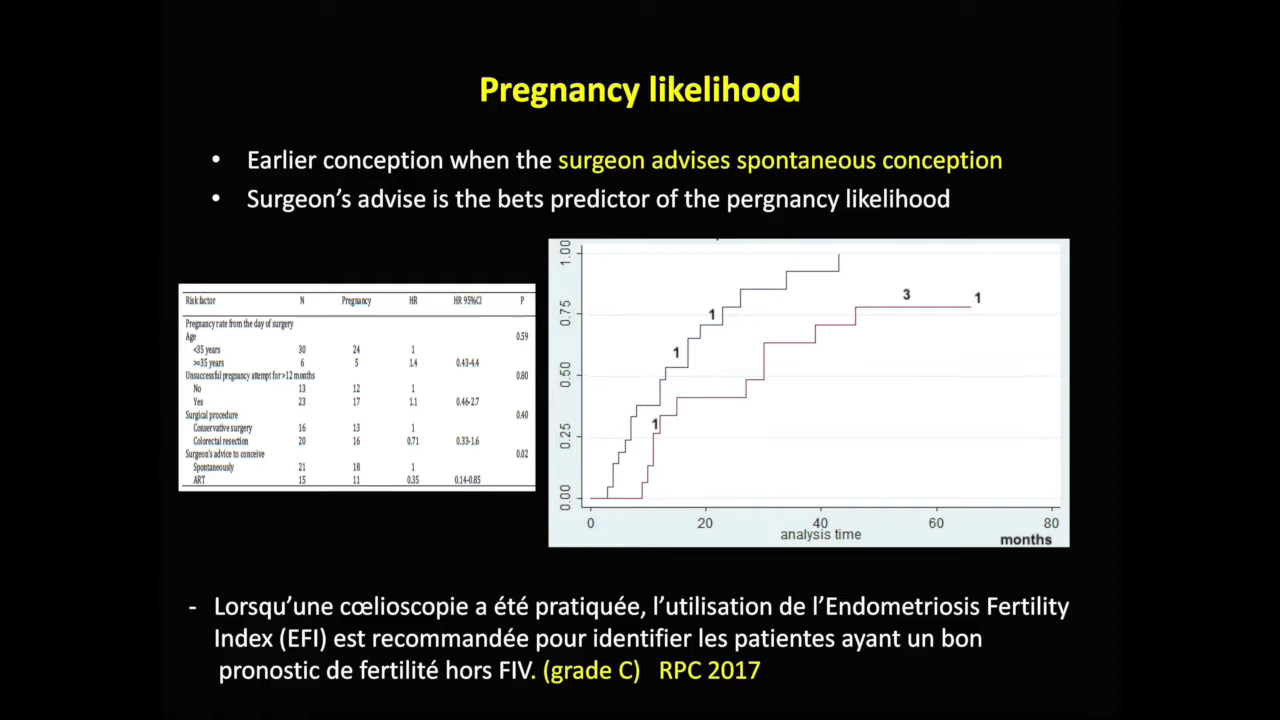 Pregnancy likelihood
• Earlier conception when the surgeon advises spontaneous conception
• Surgeon's advise is the bets predictor of the pergnancy likelihood
Risk factor N Pregnancy HR HR 95%CI P
Pregnancy rate from the day of surgery
Age 0.59
<35 years 30 24 1
>=35 years 6 5 1.4 0.43-4.4
Unsuccessful pregnancy attempt for >12 months 0.80
No 13 12 1
Yes 23 17 1.1 0.46-2.7
Surgical procedure 0.40
Conservative surgery 16 13 1
Colorectal resection 20 16 0.71 0.33-1.6
Surgeon's advice to conceive 0.02
Spontaneously 21 18 1
ART 15 11 0.35 0.14-0.85
1.00
0.75
0.50
0.25
0.00
1
1
1
3
1
0 20 40 60 80
analysis time
months
- Lorsqu'une cœlioscopie a été pratiquée, l'utilisation de l'Endometriosis Fertility
Index (EFI) est recommandée pour identifier les patientes ayant un bon
pronostic de fertilité hors FIV. (grade C) RPC 2017